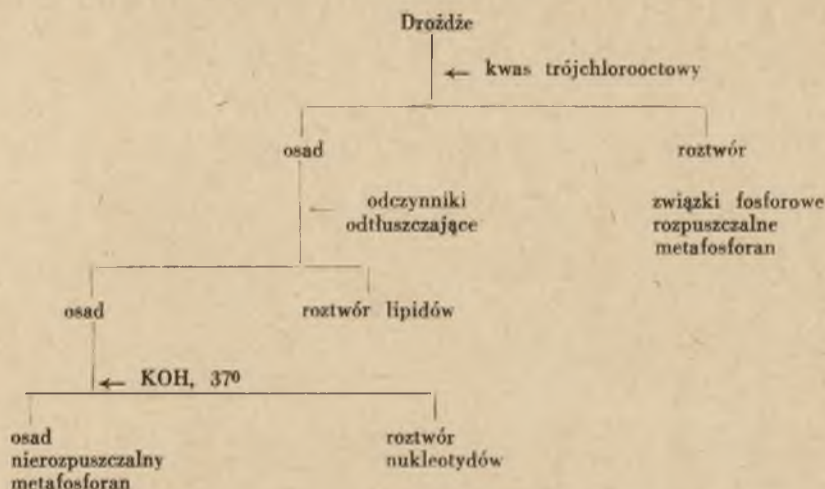 Drożdże
← kwas trójchlorooctowy
osad
roztwór
odczynniki
odtłuszczające
związki fosforowe
rozpuszczalne
metafosforan
osad
roztwór lipidów
← KOH, 37⁰
osad
nierozpuszczalny
metafosforan
roztwór
nukleotydów